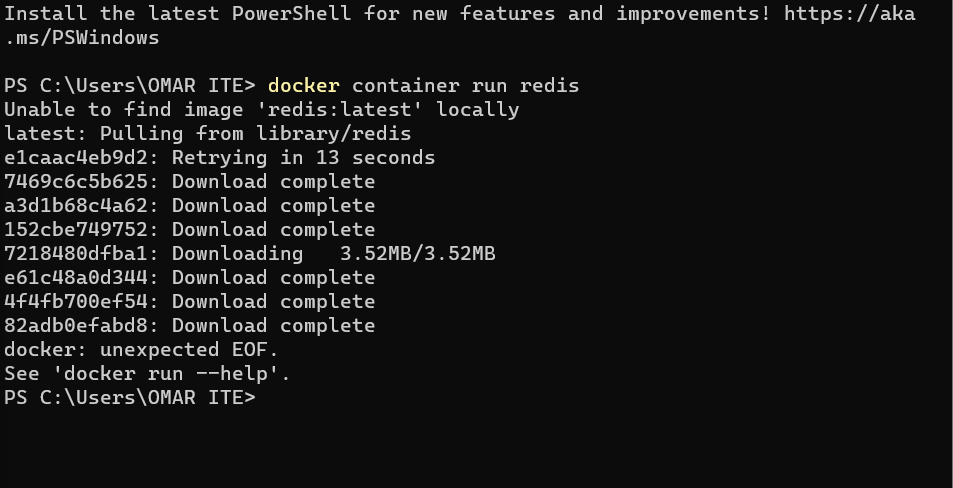 Install the latest PowerShell for new features and improvements! https://aka
.ms/PSWindows
PS C:\Users\OMAR ITE> docker container run redis
Unable to find image 'redis:latest' locally
latest: Pulling from library/redis
e1caac4eb9d2: Retrying in 13 seconds
7469c6c5b625: Download complete
a3d1b68c4a62: Download complete
152cbe749752: Download complete
7218480dfba1: Downloading   3.52MB/3.52MB
e61c48a0d344: Download complete
4f4fb700ef54: Download complete
82adb0efabd8: Download complete
docker: unexpected EOF.
See 'docker run --help'.
PS C:\Users\OMAR ITE>